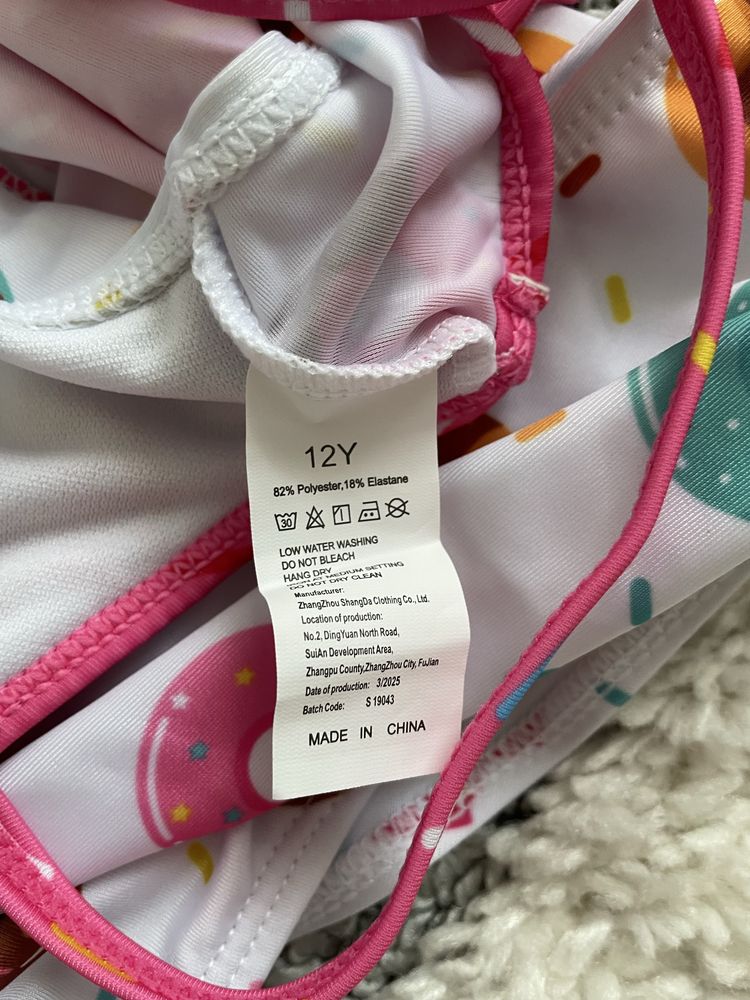 12Y
82% Polyester,18% Elastane
30
LOW WATER WASHING
DO NOT BLEACH
HANG DRY
IRON AT MEDIUM SETTING
DO NOT DRY CLEAN
Manufacturer:
ZhangZhou ShangDa Clothing Co., Ltd.
Location of production:
No.2, DingYuan North Road,
SuiAn Development Area,
Zhangpu County,ZhangZhou City, FuJian
Date of production: 3/2025
Batch Code: S 19043
MADE IN CHINA